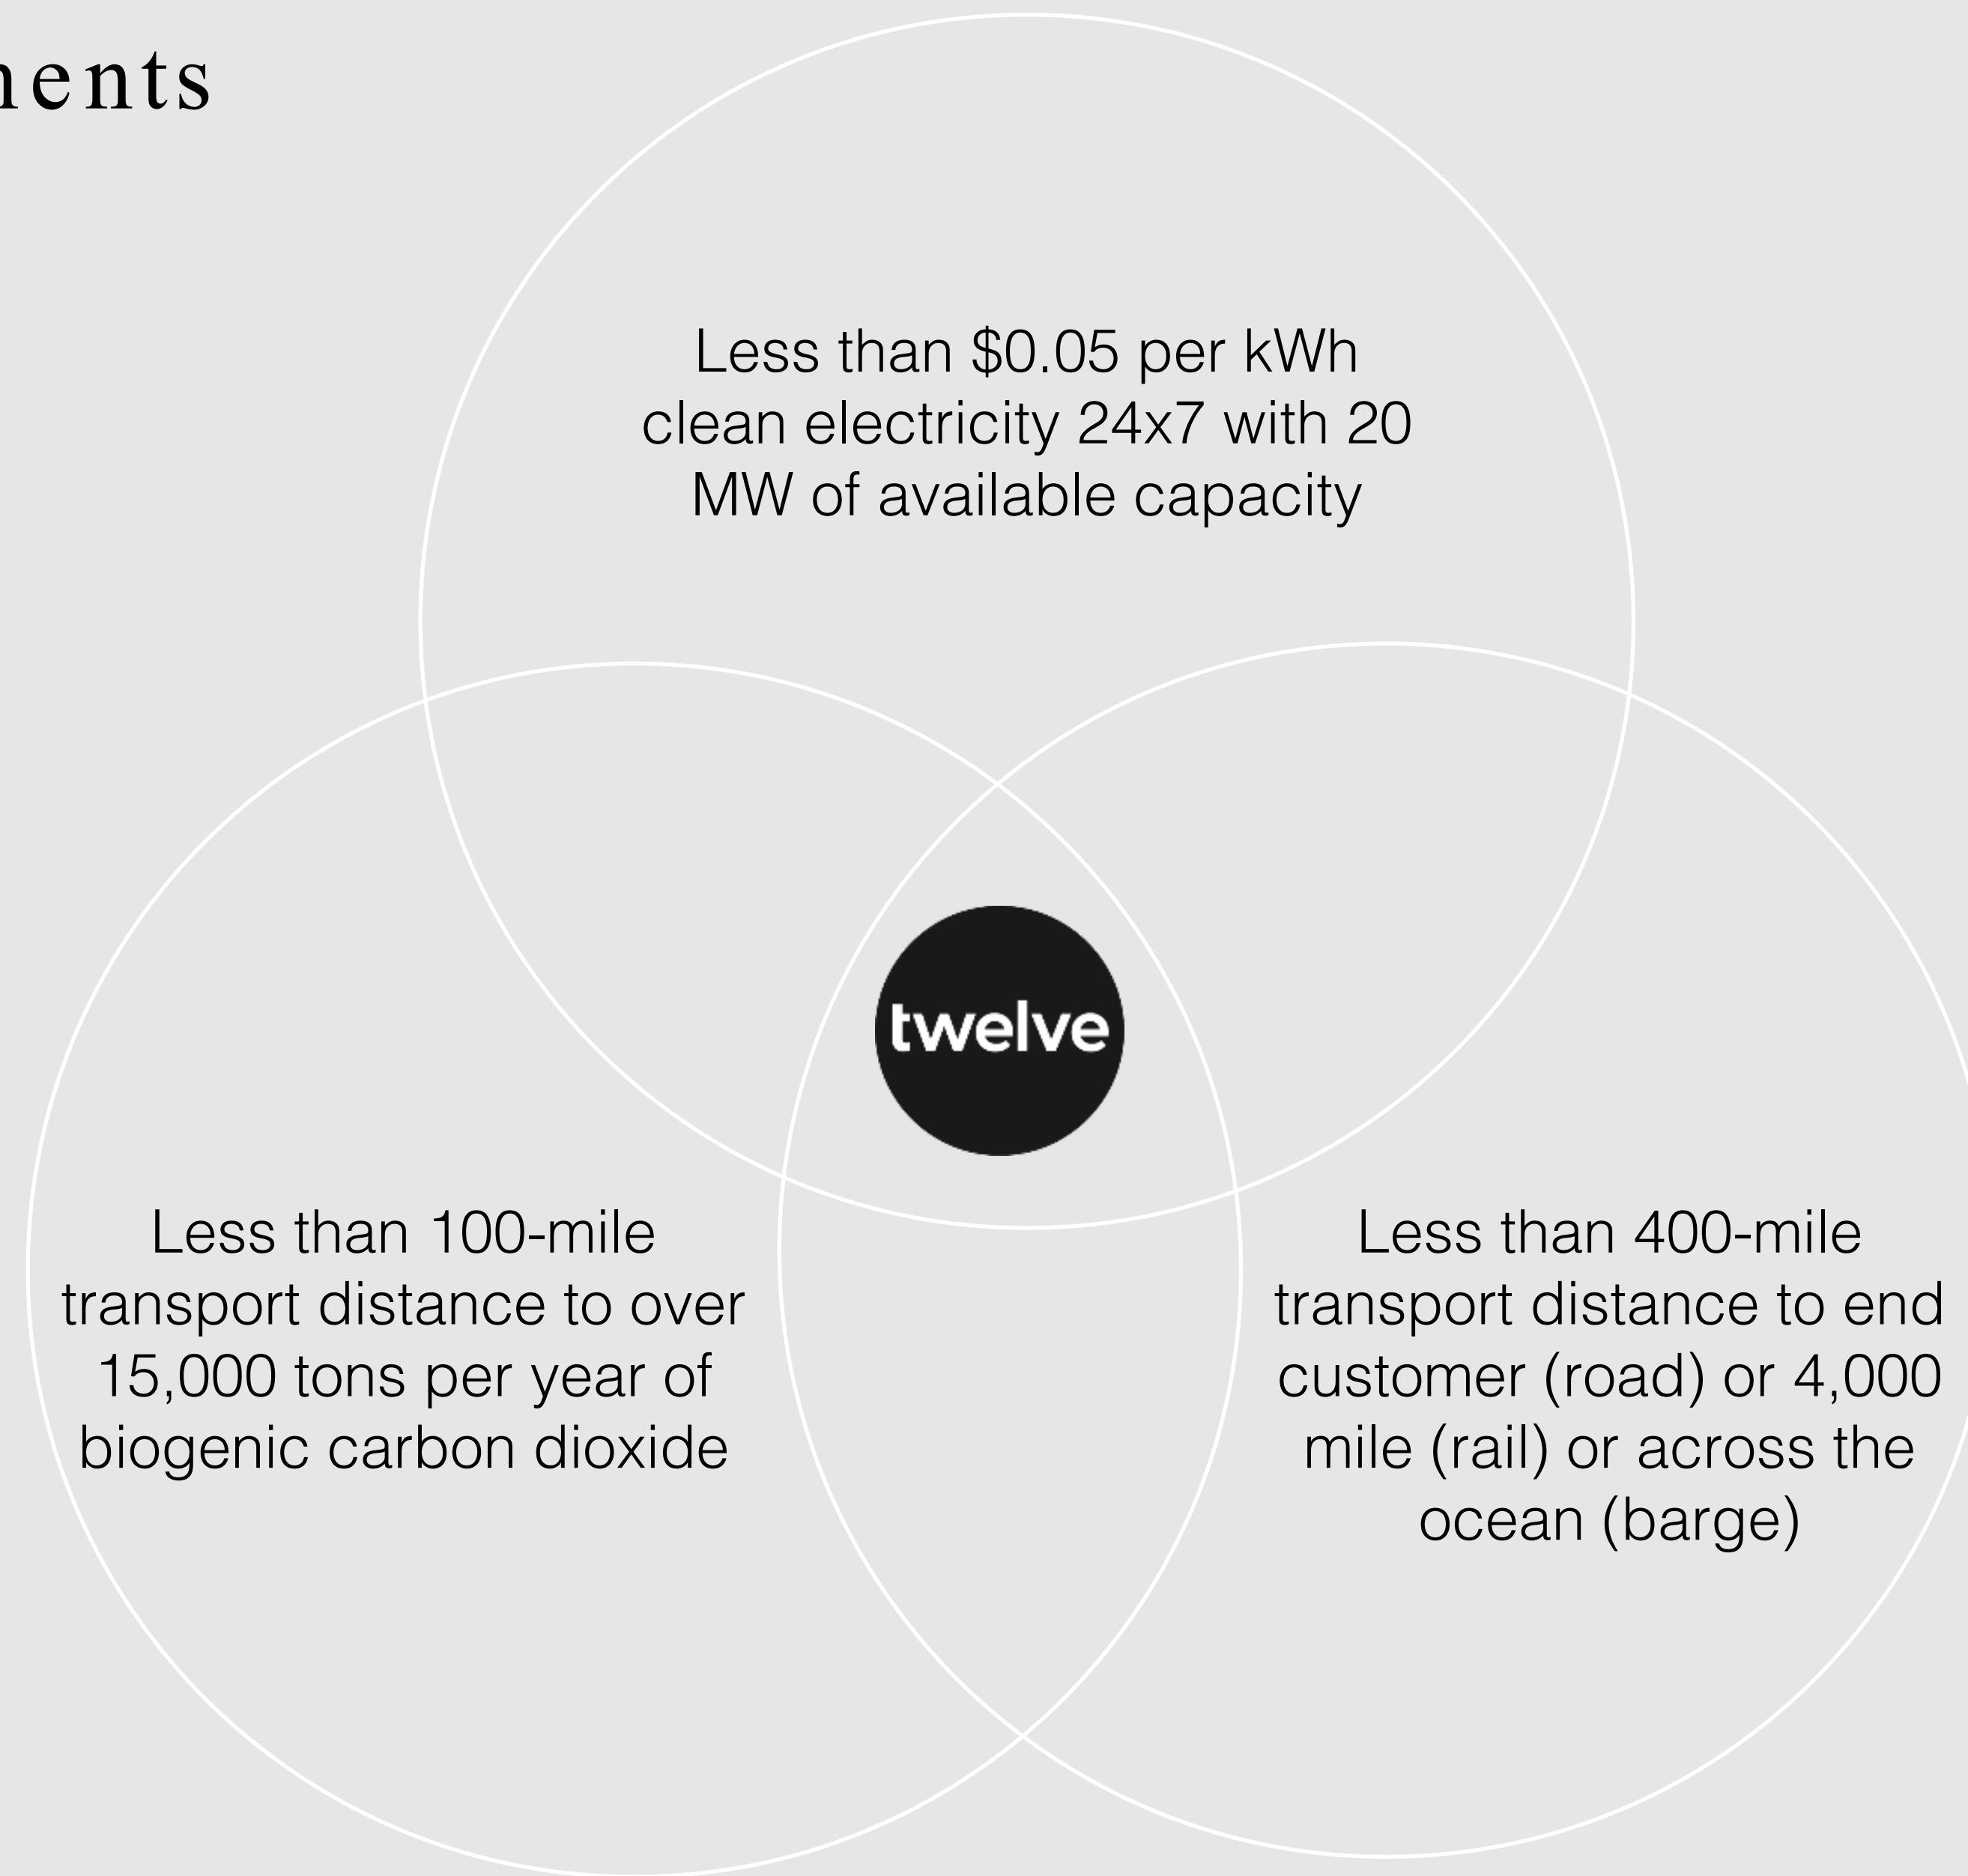 nents
Less than $0.05 per kWh
clean electricity 24x7 with 20
MW of available capacity
twelve
Less than 100-mile
transport distance to over
15,000 tons per year of
biogenic carbon dioxide
Less than 400-mile
transport distance to end
customer (road) or 4,000
mile (rail) or across the
ocean (barge)